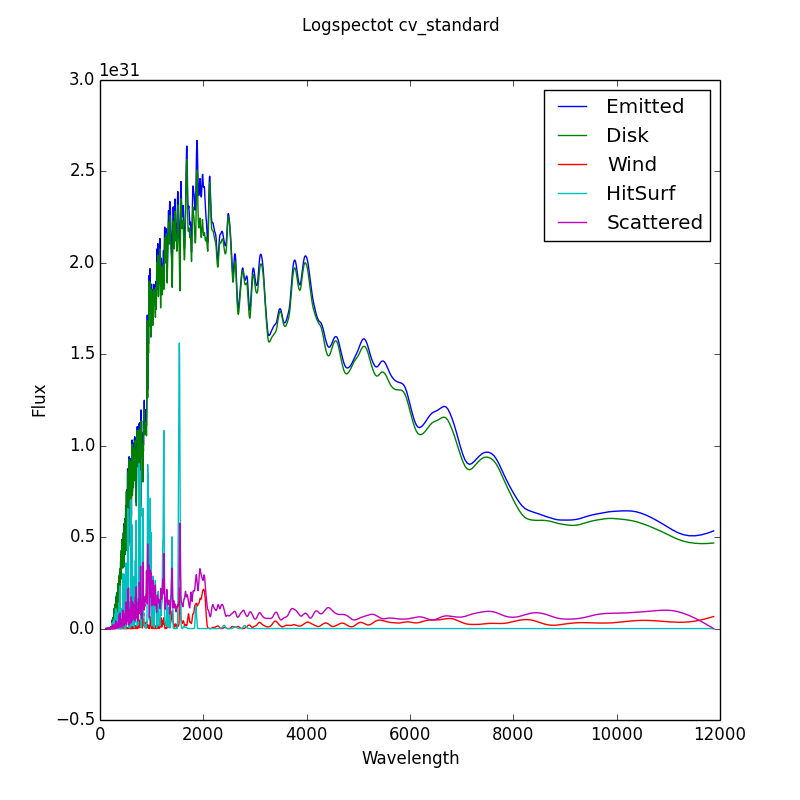 Logspectot cv_standard
1e31
3.0
2.5
2.0
1.5
1.0
0.5
0.0
−0.5
Flux
Emitted
Disk
Wind
HitSurf
Scattered
0 2000 4000 6000 8000 10000 12000
Wavelength